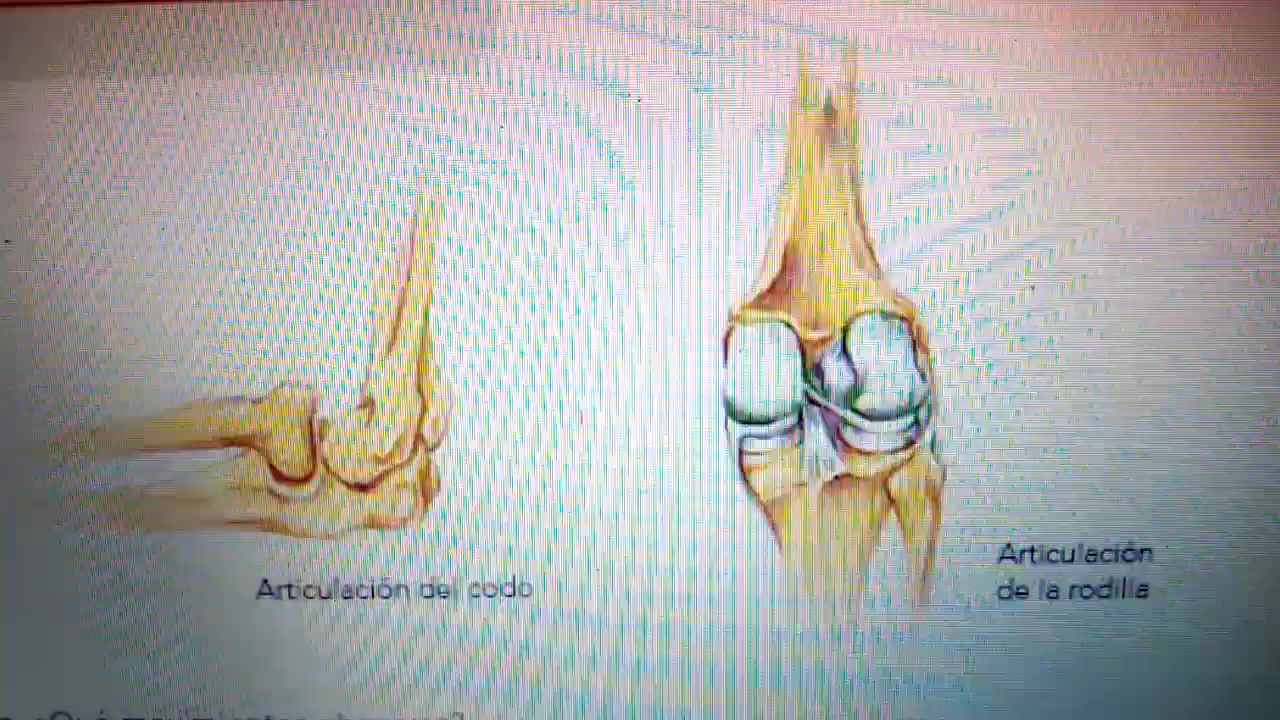 Articulación del codo
Articulación
de la rodilla